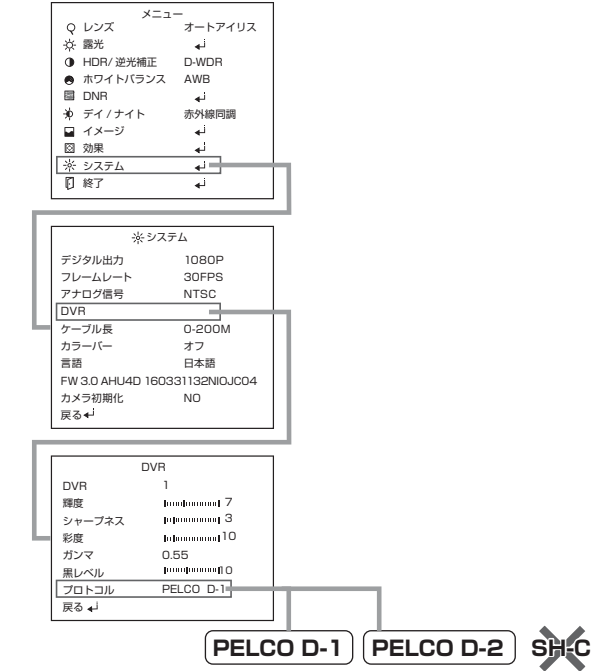 メニュー
レンズ オートアイリス
露光
HDR/ 逆光補正 D-WDR
ホワイトバランス AWB
DNR
デイ / ナイト 赤外線同調
イメージ
効果
システム
終了
システム
デジタル出力 1080P
フレームレート 30FPS
アナログ信号 NTSC
DVR
ケーブル長 0-200M
カラーバー オフ
言語 日本語
FW 3.0 AHU4D 160331132NIOJC04
カメラ初期化 NO
戻る
DVR
DVR 1
輝度 7
シャープネス 3
彩度 10
ガンマ 0.55
黒レベル 10
プロトコル PELCO D-1
戻る
PELCO D-1 PELCO D-2 SH-C